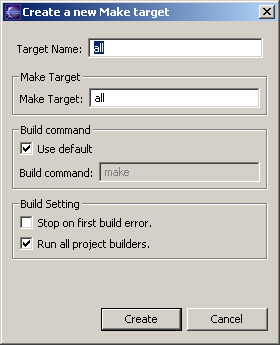 Create a new Make target
Target Name: all
Make Target
Make Target: all
Build command
Use default
Build command: make
Build Setting
Stop on first build error.
Run all project builders.
Create Cancel